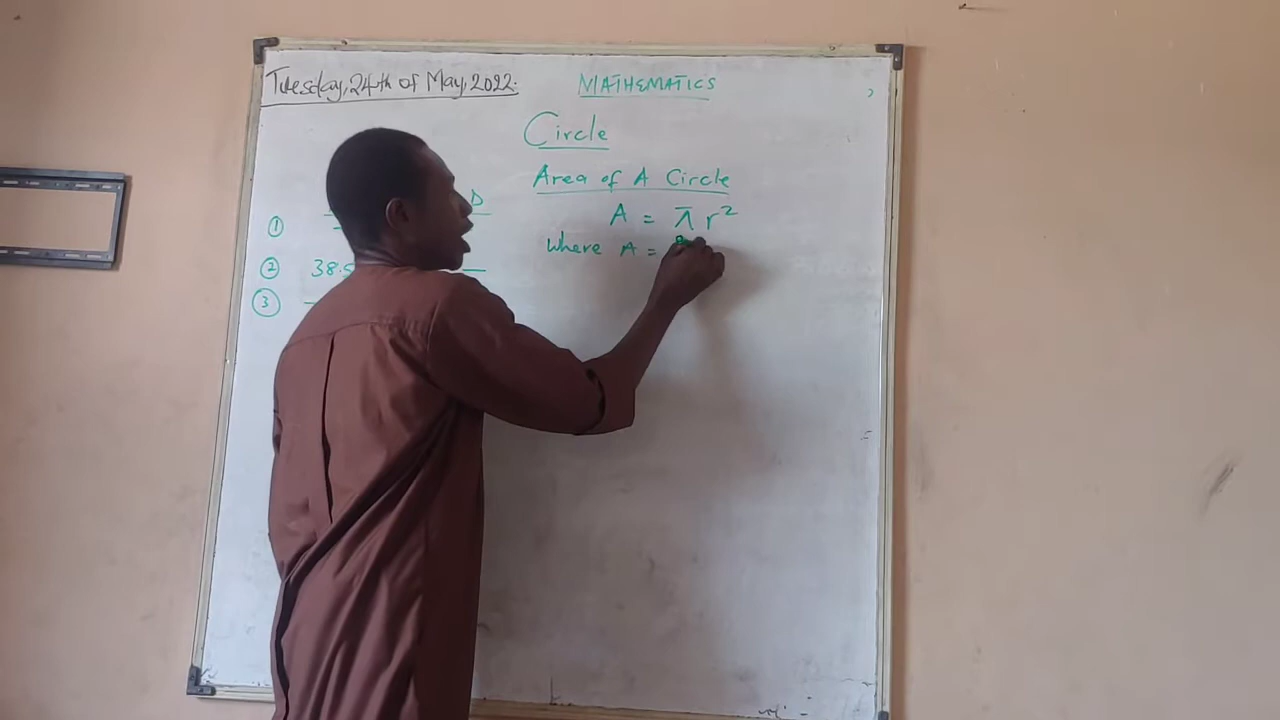 Tuesday, 24th of May, 2022.
MATHEMATICS
Circle
Area of A Circle
A = π r²
where A =
D
①
② 38.5
③